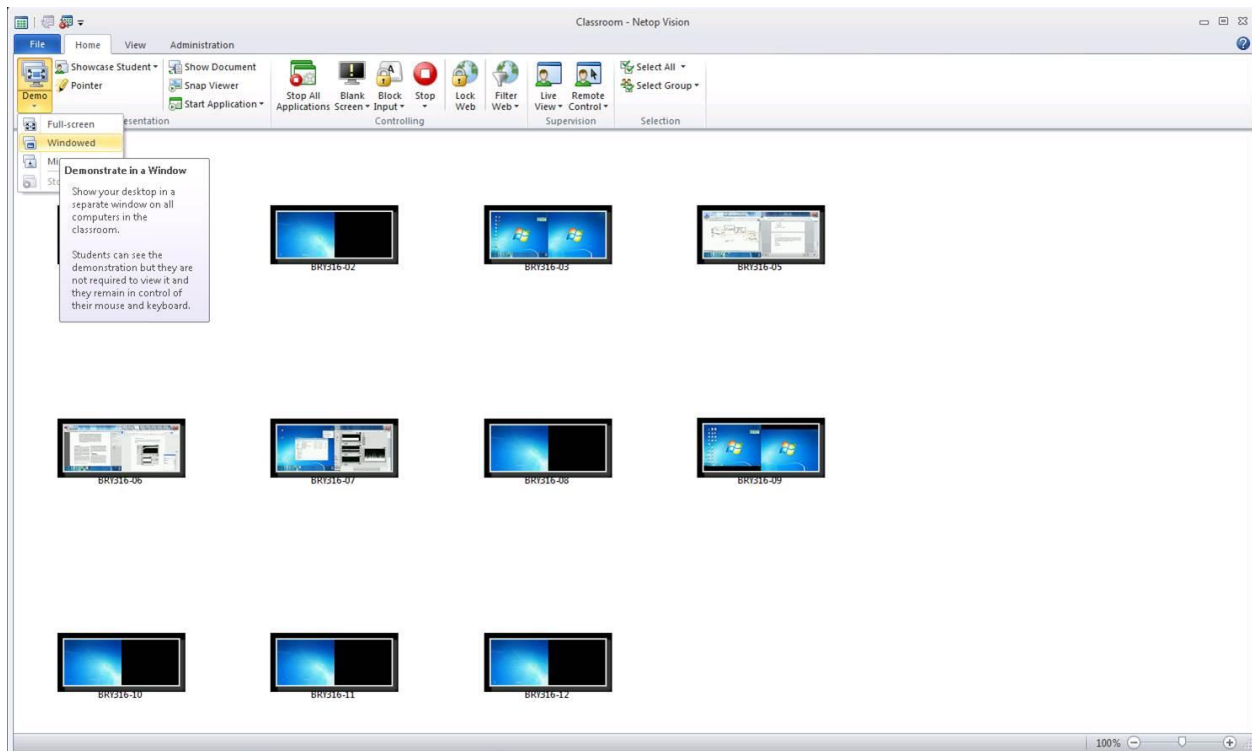 Classroom - Netop Vision
File Home View Administration
Demo
Showcase Student
Pointer
Show Document
Snap Viewer
Start Application
Stop All Applications
Blank Screen
Block Input
Stop
Lock Web
Filter Web
Live View
Remote Control
Select All
Select Group
Controlling
Supervision
Selection
Full-screen
Windowed
Demonstrate in a Window
Show your desktop in a
separate window on all
computers in the
classroom.
Students can see the
demonstration but they are
not required to view it and
they remain in control of
their mouse and keyboard.
BRY316-02
BRY316-03
BRY316-05
BRY316-06
BRY316-07
BRY316-08
BRY316-09
BRY316-10
BRY316-11
BRY316-12
100%